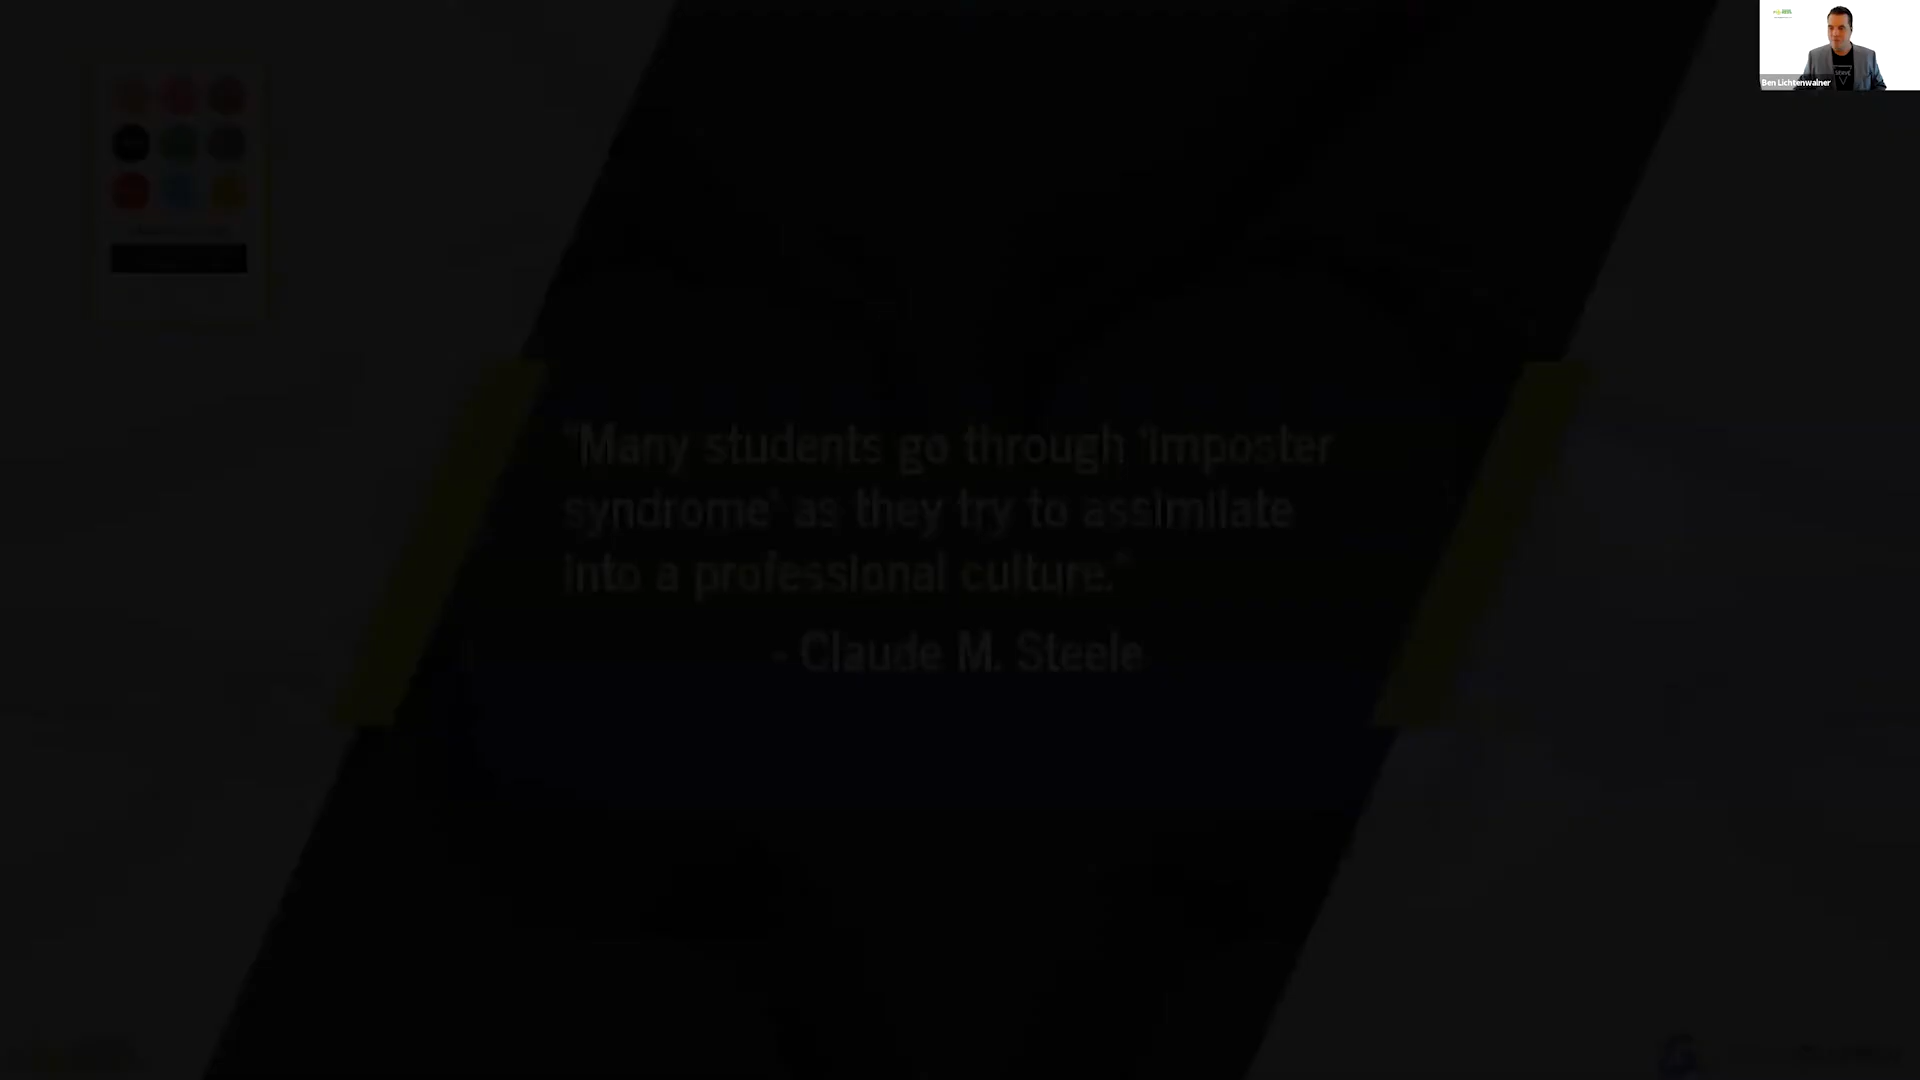 Ben Lichtenwalner
"Many students go through 'imposter
syndrome' as they try to assimilate
into a professional culture."
- Claude M. Steele